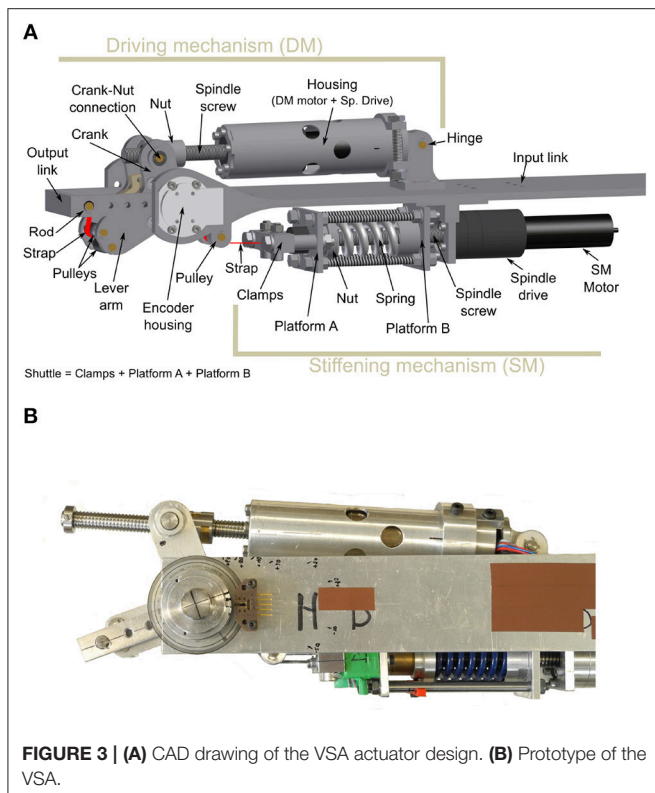 A
Driving mechanism (DM)
Crank-Nut
connection
Nut
Spindle
screw
Housing
(DM motor + Sp. Drive)
Crank
Hinge
Output
link
Input link
Rod
Strap
Pulleys
Lever
arm
Encoder
housing
Pulley
Strap
Clamps
Nut
Platform A
Spring
Platform B
Spindle
screw
Spindle
drive
SM
Motor
Stiffening mechanism (SM)
Shuttle = Clamps + Platform A + Platform B
B
H
FIGURE 3 | (A) CAD drawing of the VSA actuator design. (B) Prototype of the
VSA.